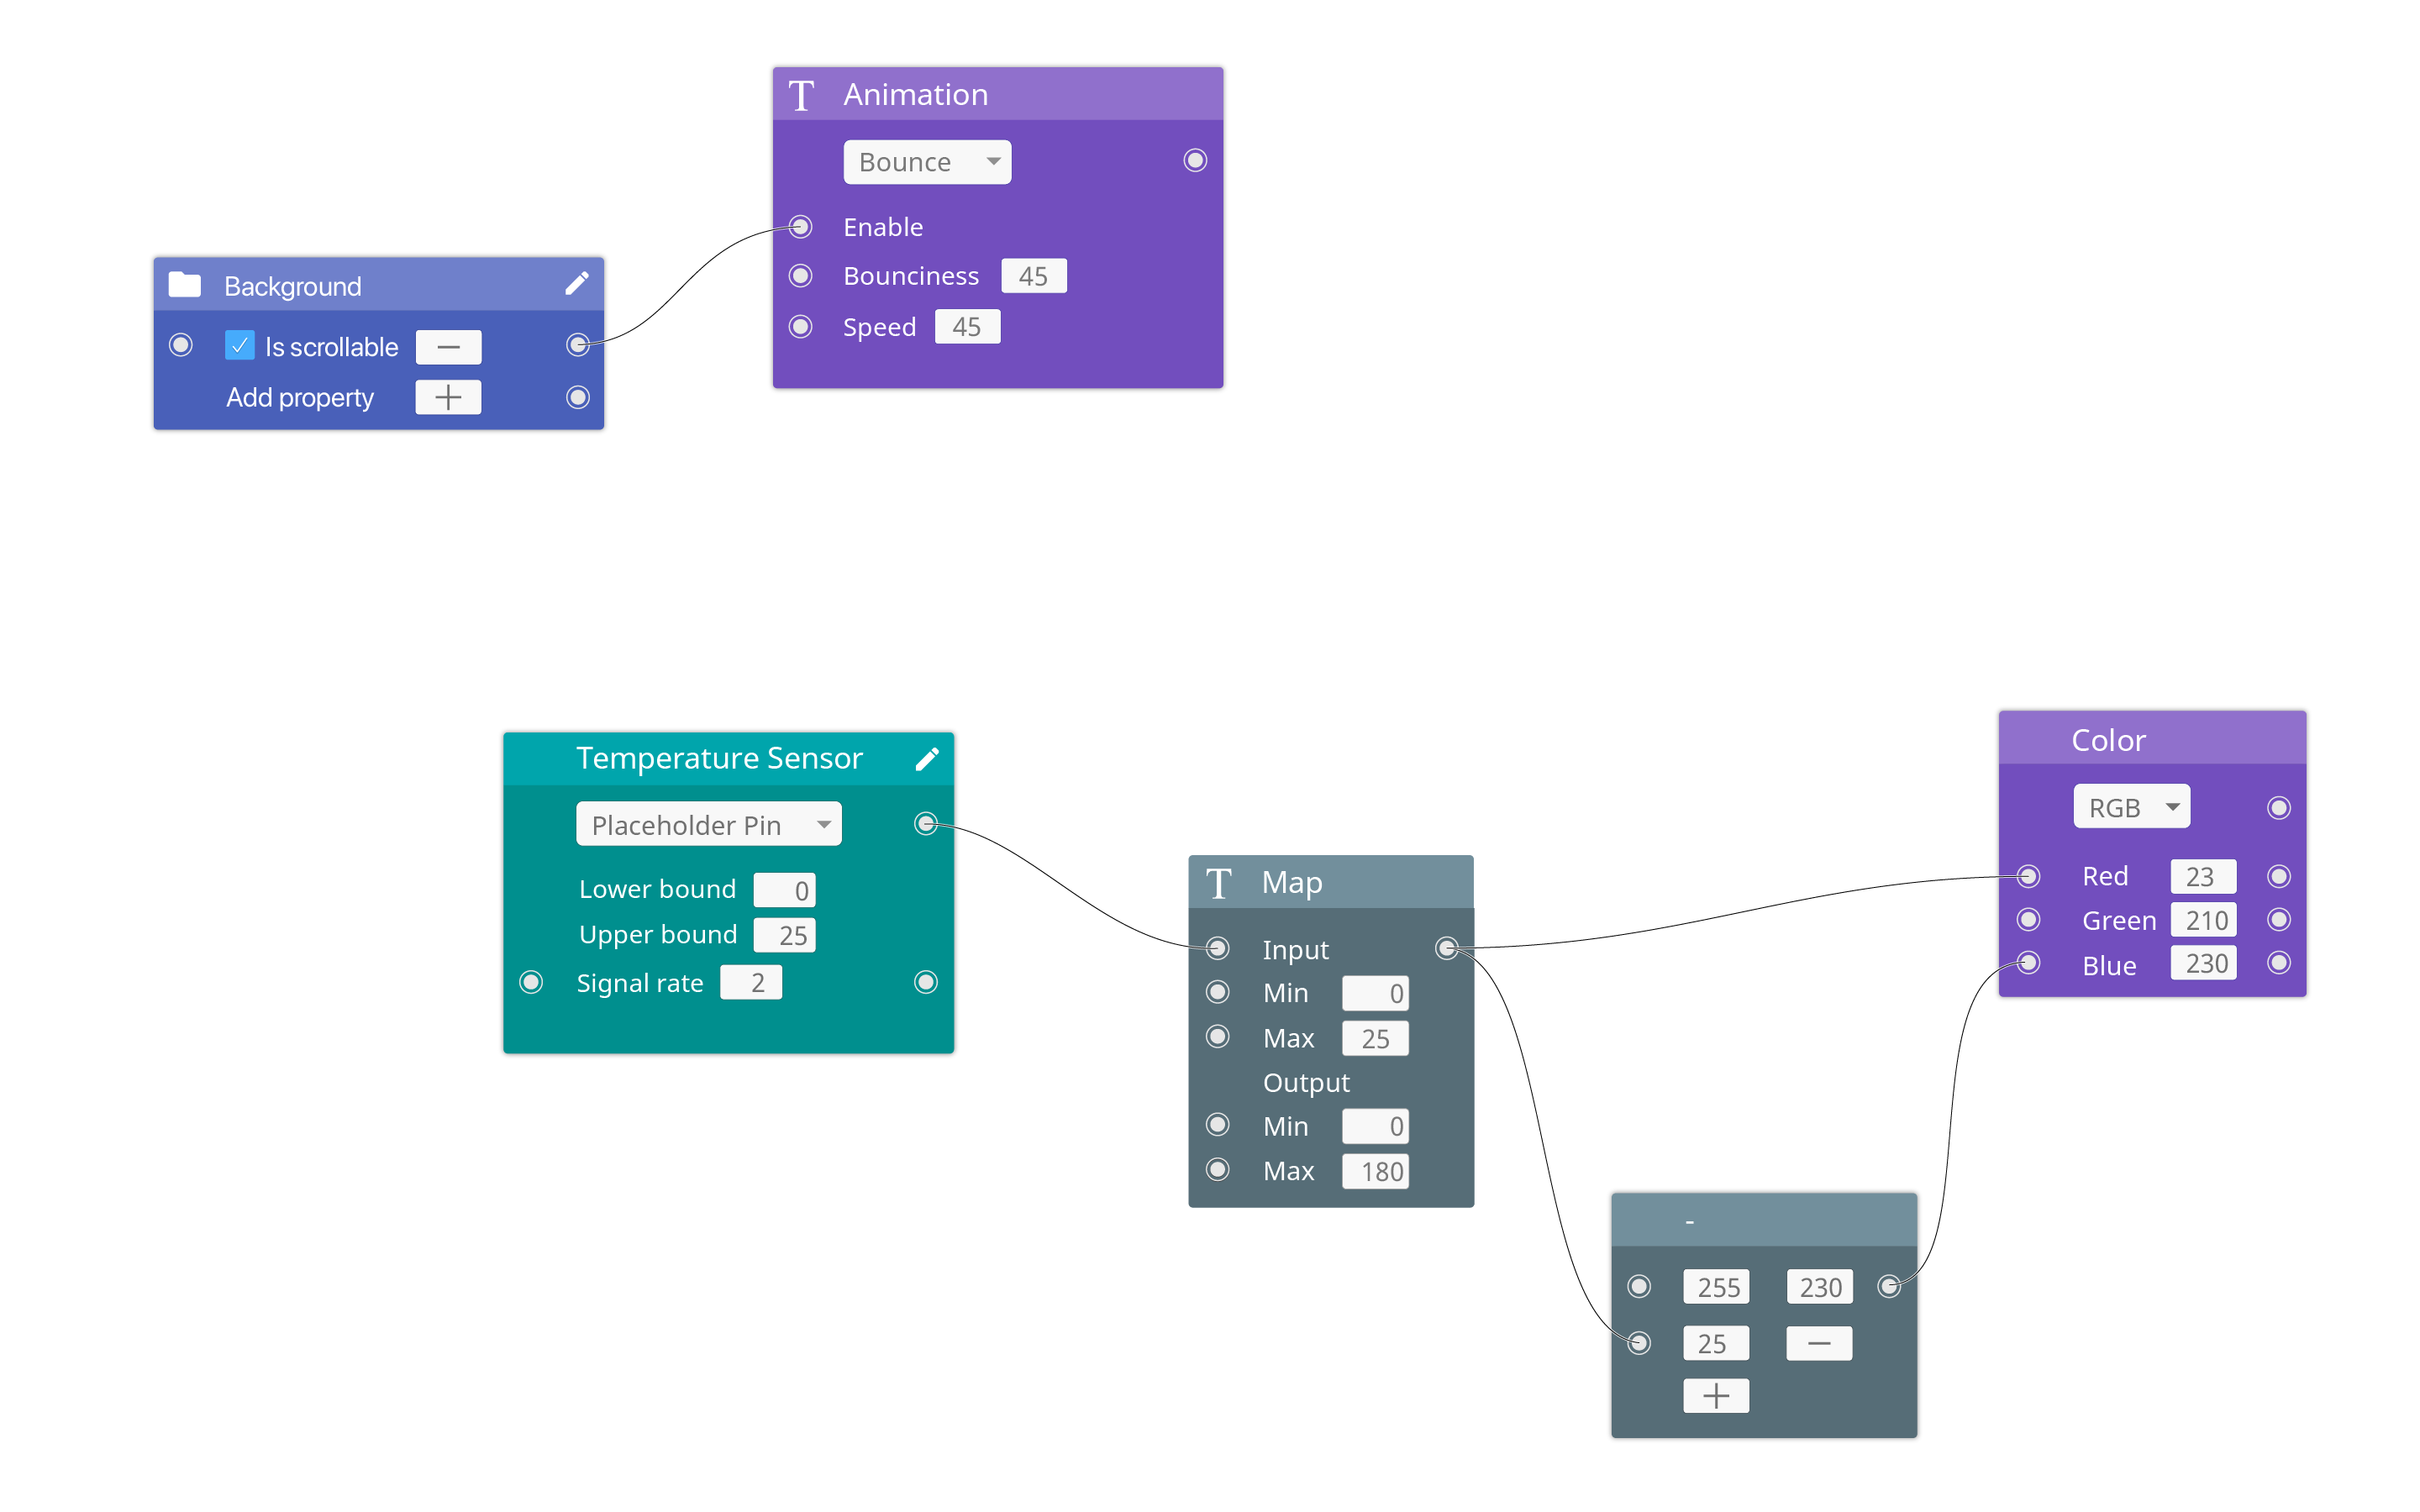 T Animation
Bounce
Enable
Bounciness 45
Speed 45
Background
Is scrollable
Add property
Temperature Sensor
Placeholder Pin
Lower bound 0
Upper bound 25
Signal rate 2
T Map
Input
Min 0
Max 25
Output
Min 0
Max 180
Color
RGB
Red 23
Green 210
Blue 230
-
255 230
25